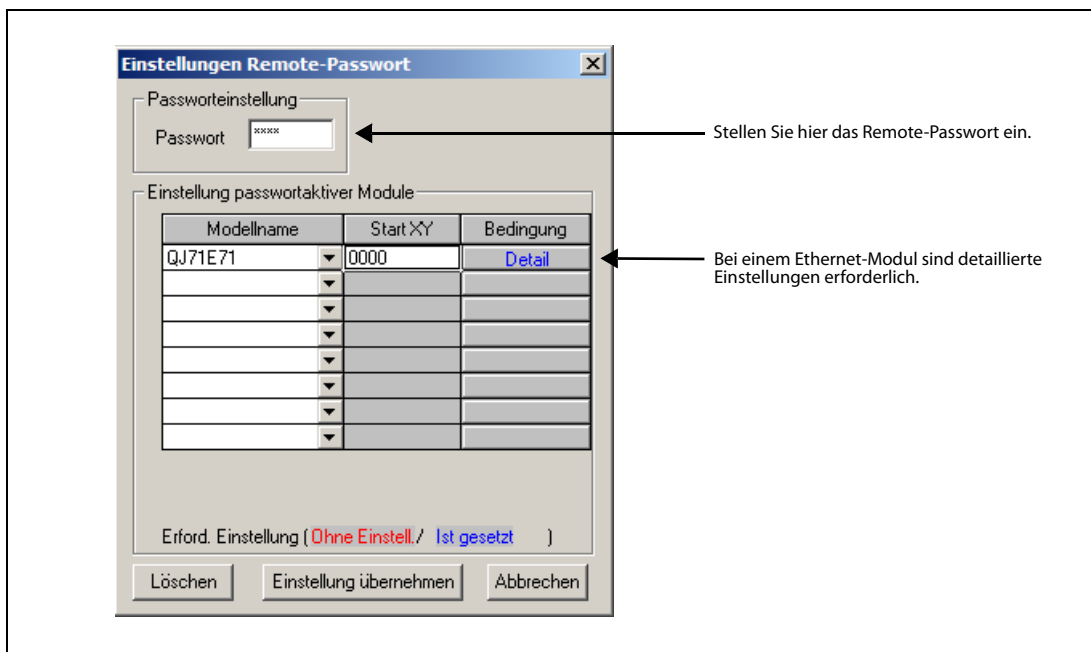 Einstellungen Remote-Passwort
Passworteinstellung
Passwort ****
Stellen Sie hier das Remote-Passwort ein.
Einstellung passwortaktiver Module
Modellname Start XY Bedingung
QJ71E71 0000 Detail
Bei einem Ethernet-Modul sind detaillierte
Einstellungen erforderlich.
Erford. Einstellung ( Ohne Einstell. / Ist gesetzt )
Löschen Einstellung übernehmen Abbrechen